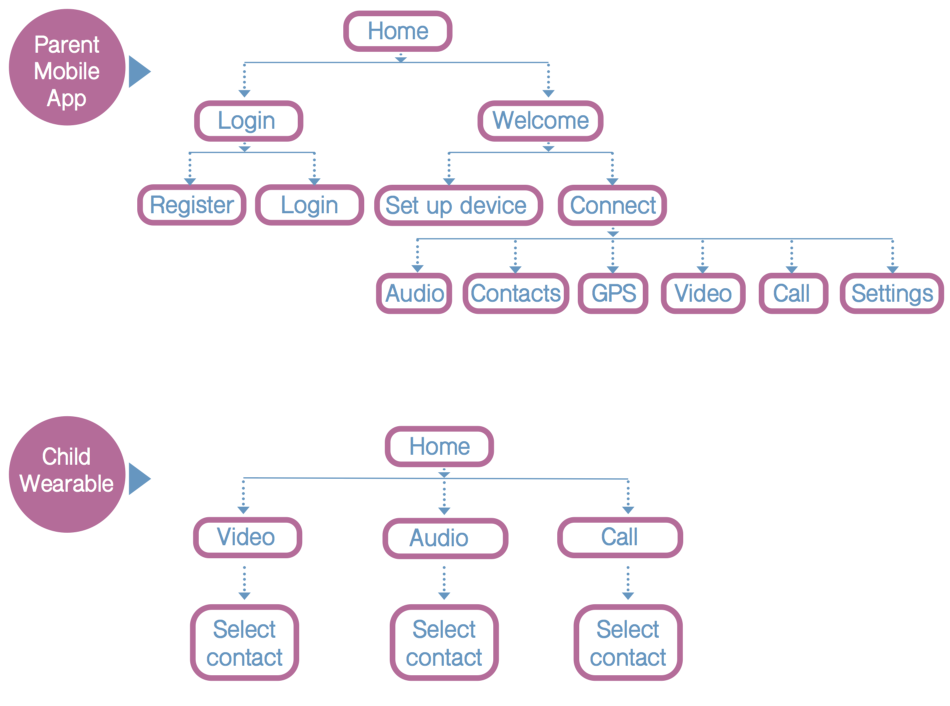 Parent
Mobile
App
Home
Login
Welcome
Register
Login
Set up device
Connect
Audio
Contacts
GPS
Video
Call
Settings
Child
Wearable
Home
Video
Audio
Call
Select
contact
Select
contact
Select
contact